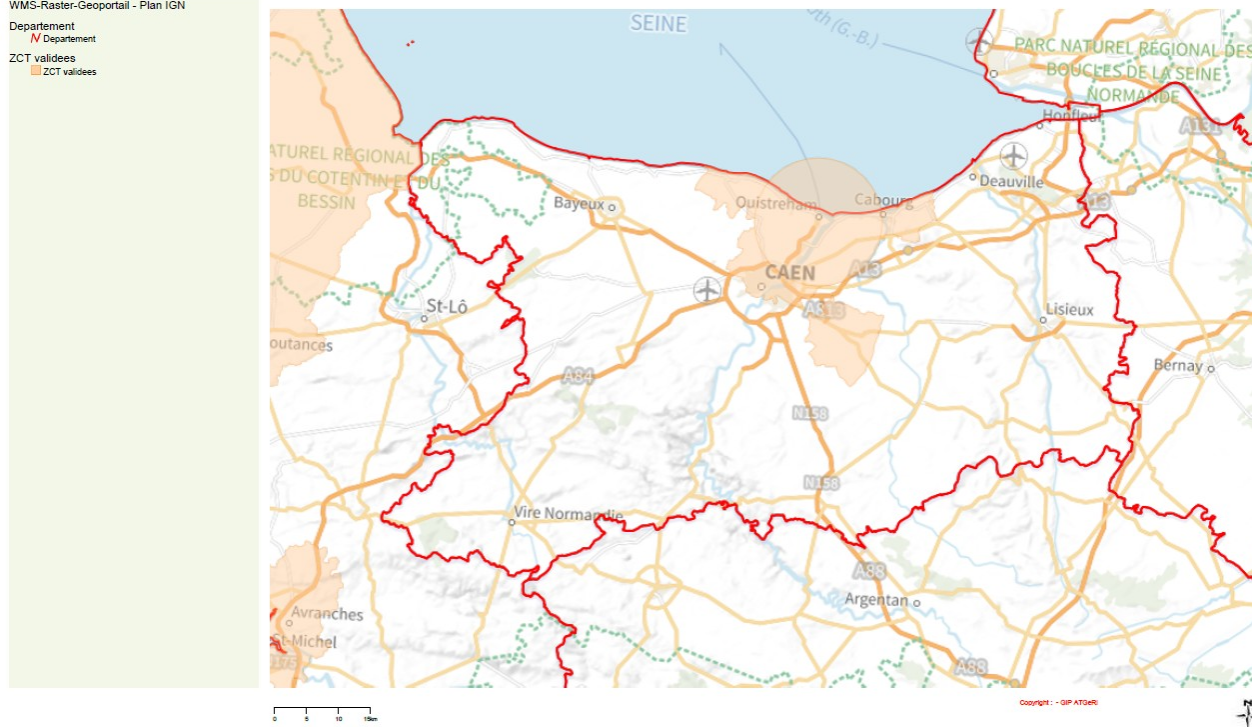 WMS-Raster-Geoportail - Plan IGN
Departement
Departement
ZCT validees
ZCT validees
SEINE
(G.-B.)
PARC NATUREL RÉGIONAL DES
BOUCLES DE LA SEINE
NORMANDE
Honfleur
A131
ATUREL RÉGIONAL DES
S DU COTENTIN ET DU
BESSIN
Bayeux
Ouistreham
Cabourg
Deauville
A13
CAEN
A13
A813
St-Lô
Lisieux
outances
Bernay
A84
N158
N158
Vire Normandie
A88
Argentan
Avranches
St-Michel
A88
0 5 10 15km
Copyright : - GIP ATGeRi
N